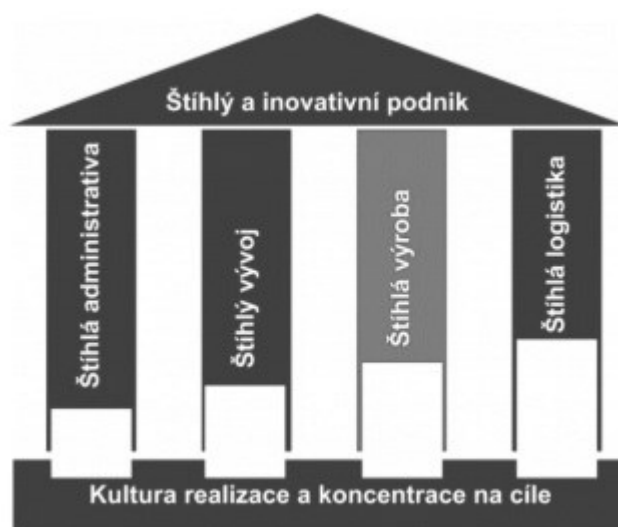 Štíhlý a inovativní podnik
Štíhlá administrativa
Štíhlý vývoj
Štíhlá výroba
Štíhlá logistika
Kultura realizace a koncentrace na cíle